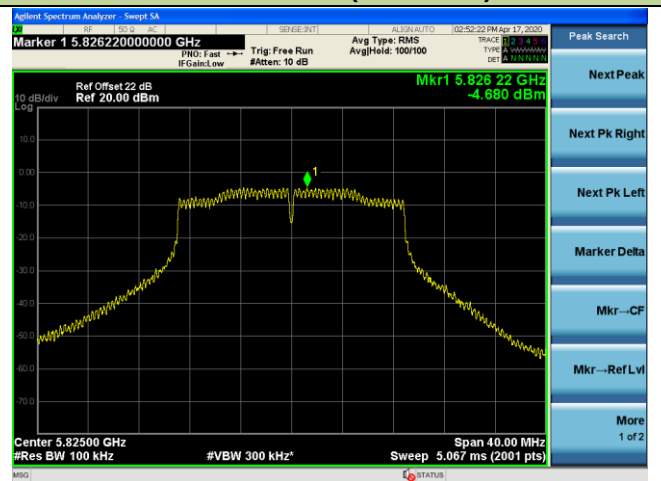 Agilent Spectrum Analyzer - Swept SA
RF 50 Ω AC SENSE:INT ALIGN AUTO 02:52:22 PM Apr 17, 2020
Marker 1 5.826220000000 GHz
PNO: Fast
IFGain:Low
Trig: Free Run
#Atten: 10 dB
Avg Type: RMS
Avg|Hold: 100/100
TRACE 1 2 3 4 5 6
TYPE A
DET A N N N N N
Ref Offset 22 dB
Ref 20.00 dBm
10 dB/div
Log
Mkr1 5.826 22 GHz
-4.680 dBm
10.0
0.00
-10.0
-20.0
-30.0
-40.0
-50.0
-60.0
-70.0
1
Center 5.82500 GHz
#Res BW 100 kHz
#VBW 300 kHz*
Span 40.00 MHz
Sweep 5.067 ms (2001 pts)
MSG
STATUS
Peak Search
Next Peak
Next Pk Right
Next Pk Left
Marker Delta
Mkr→CF
Mkr→Ref Lvl
More
1 of 2